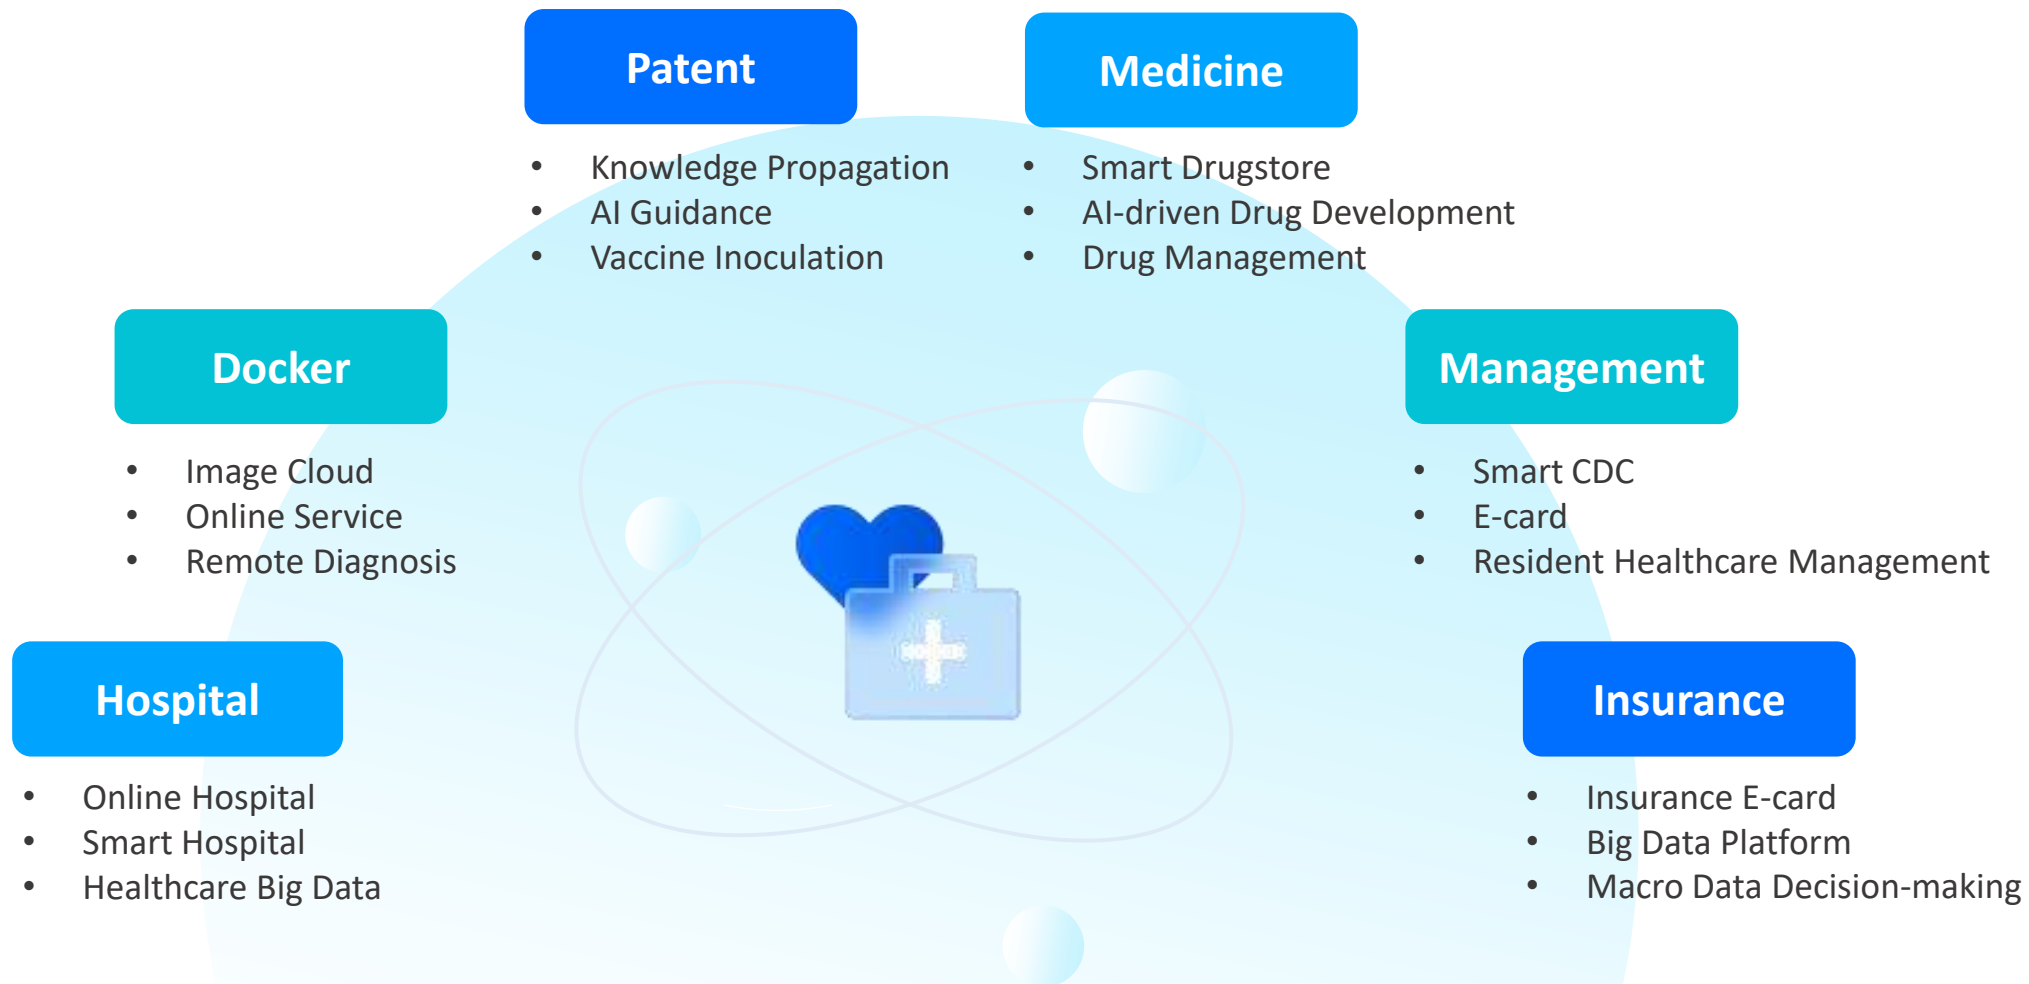 Patent
• Knowledge Propagation
• AI Guidance
• Vaccine Inoculation
Medicine
• Smart Drugstore
• AI-driven Drug Development
• Drug Management
Docker
• Image Cloud
• Online Service
• Remote Diagnosis
Management
• Smart CDC
• E-card
• Resident Healthcare Management
Hospital
• Online Hospital
• Smart Hospital
• Healthcare Big Data
Insurance
• Insurance E-card
• Big Data Platform
• Macro Data Decision-making